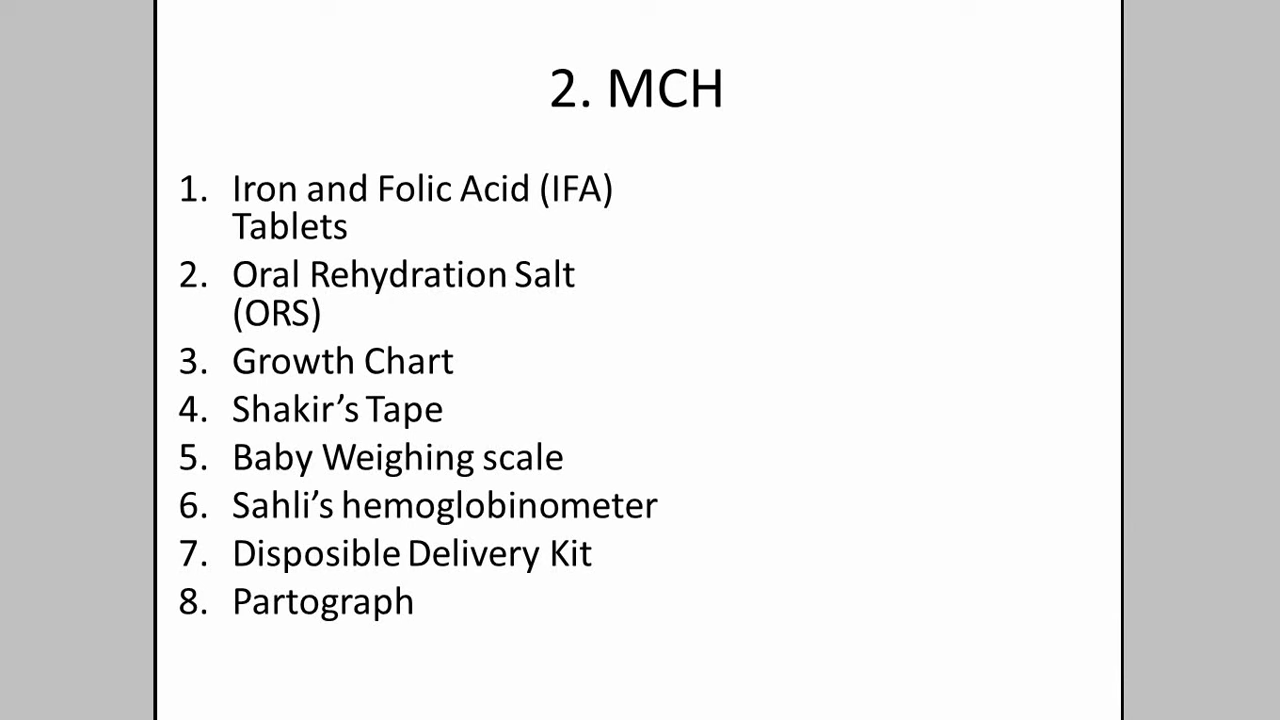 2. MCH
1. Iron and Folic Acid (IFA)
Tablets
2. Oral Rehydration Salt
(ORS)
3. Growth Chart
4. Shakir’s Tape
5. Baby Weighing scale
6. Sahli’s hemoglobinometer
7. Disposible Delivery Kit
8. Partograph